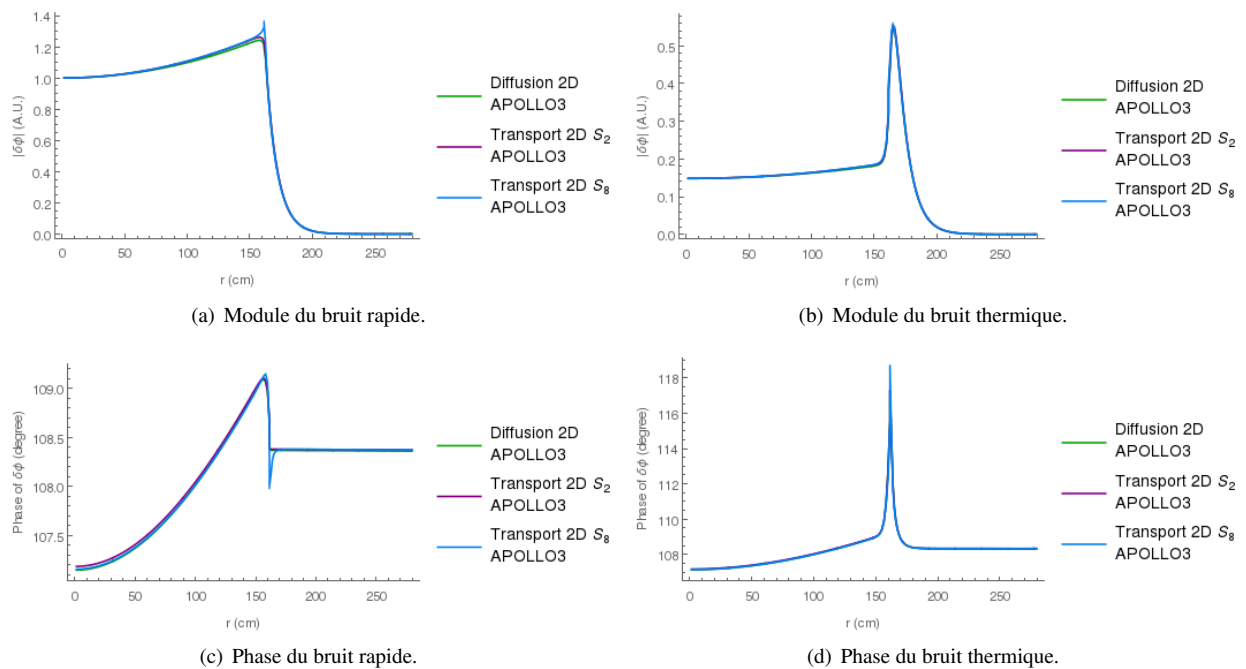 1.4
1.2
1.0
0.8
0.6
0.4
0.2
0.0
|δϕ| (A.U.)
0 50 100 150 200 250
r (cm)
Diffusion 2D
APOLLO3
Transport 2D S₂
APOLLO3
Transport 2D S₈
APOLLO3
(a) Module du bruit rapide.
0.5
0.4
0.3
0.2
0.1
0.0
|δϕ| (A.U.)
0 50 100 150 200 250
r (cm)
Diffusion 2D
APOLLO3
Transport 2D S₂
APOLLO3
Transport 2D S₈
APOLLO3
(b) Module du bruit thermique.
109.0
108.5
108.0
107.5
Phase of δϕ (degree)
0 50 100 150 200 250
r (cm)
Diffusion 2D
APOLLO3
Transport 2D S₂
APOLLO3
Transport 2D S₈
APOLLO3
(c) Phase du bruit rapide.
118
116
114
112
110
108
Phase of δϕ (degree)
0 50 100 150 200 250
r (cm)
Diffusion 2D
APOLLO3
Transport 2D S₂
APOLLO3
Transport 2D S₈
APOLLO3
(d) Phase du bruit thermique.